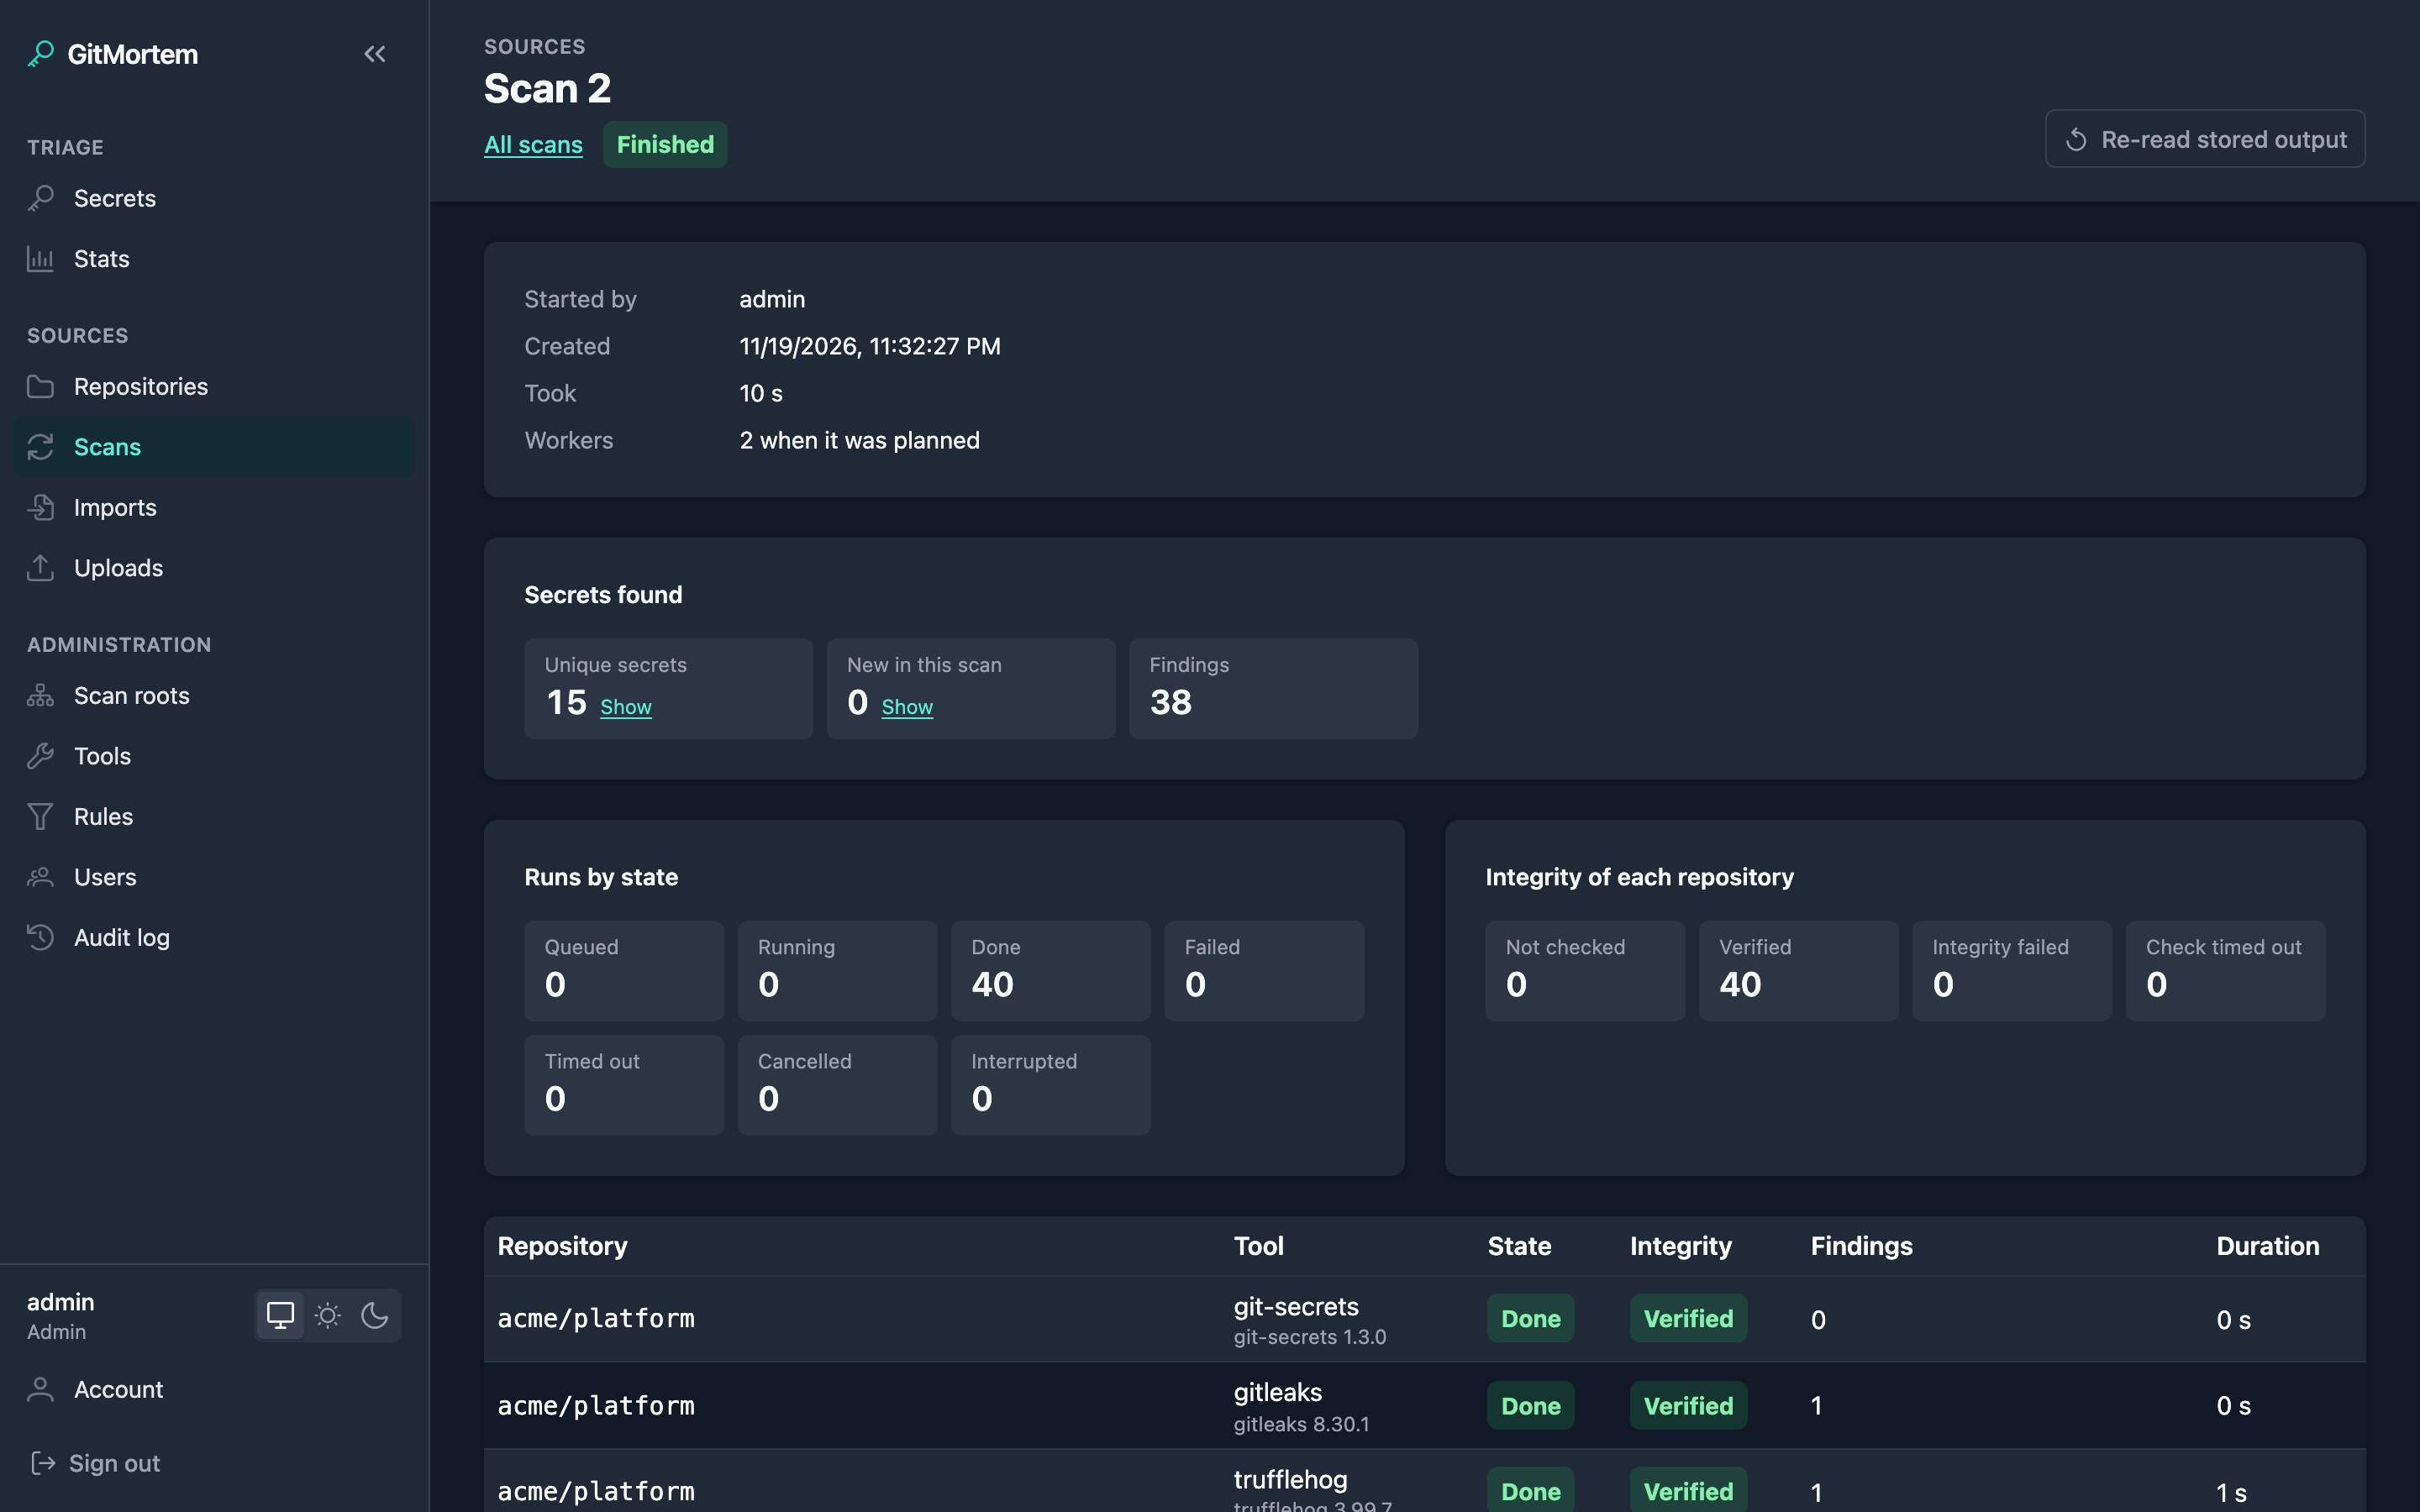 GitMortem
TRIAGE
Secrets
Stats
SOURCES
Repositories
Scans
Imports
Uploads
ADMINISTRATION
Scan roots
Tools
Rules
Users
Audit log
admin
Admin
Account
Sign out
SOURCES
Scan 2
All scans Finished
Re-read stored output
Started by admin
Created 11/19/2026, 11:32:27 PM
Took 10 s
Workers 2 when it was planned
Secrets found
Unique secrets New in this scan Findings
15 Show 0 Show 38
Runs by state
Queued Running Done Failed
0 0 40 0
Timed out Cancelled Interrupted
0 0 0
Integrity of each repository
Not checked Verified Integrity failed Check timed out
0 40 0 0
Repository Tool State Integrity Findings Duration
acme/platform git-secrets Done Verified 0 0 s
git-secrets 1.3.0
acme/platform gitleaks Done Verified 1 0 s
gitleaks 8.30.1
acme/platform trufflehog Done Verified 1 1 s
trufflehog 3.99.7